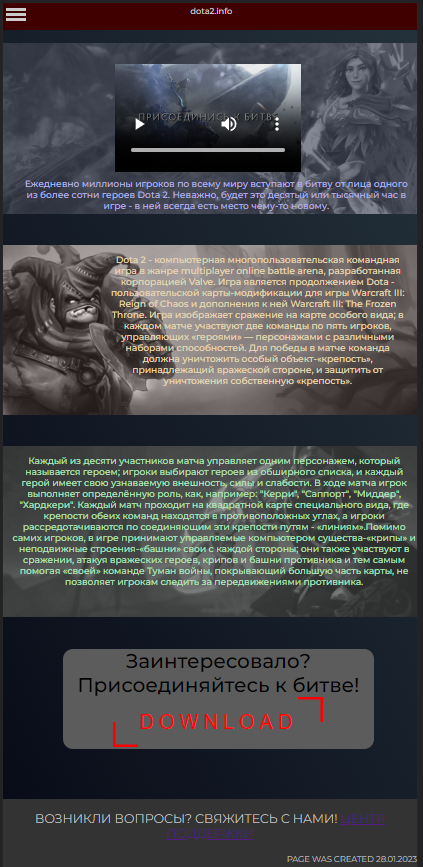 dota2.info
ПРИСОЕДИНИСЬ К БИТВЕ
Ежедневно миллионы игроков по всему миру вступают в битву от лица одного
из более сотни героев Dota 2. Неважно, будет это десятый или тысячный час в
игре - в ней всегда есть место чему-то новому.
Dota 2 - компьютерная многопользовательская командная
игра в жанре multiplayer online battle arena, разработанная
корпорацией Valve. Игра является продолжением Dota -
пользовательской карты-модификации для игры Warcraft III:
Reign of Chaos и дополнения к ней Warcraft III: The Frozen
Throne. Игра изображает сражение на карте особого вида; в
каждом матче участвуют две команды по пять игроков,
управляющих «героями» — персонажами с различными
наборами способностей. Для победы в матче команда
должна уничтожить особый объект-«крепость»,
принадлежащий вражеской стороне, и защитить от
уничтожения собственную «крепость».
Каждый из десяти участников матча управляет одним персонажем, который
называется героем; игроки выбирают героев из обширного списка, и каждый
герой имеет свою узнаваемую внешность, силы и слабости. В ходе матча игрок
выполняет определённую роль, как, например: "Керри", "Саппорт", "Миддер",
"Хардкери". Каждый матч проходит на квадратной карте специального вида, где
крепости обеих команд находятся в противоположных углах, а игроки
рассредотачиваются по соединяющим эти крепости путям - «линиям».Помимо
самих игроков, в игре принимают управляемые компьютером существа-«крипы» и
неподвижные строения-«башни» свои с каждой стороны; они также участвуют в
сражении, атакуя вражеских героев, крипов и башни противника и тем самым
помогая «своей» команде Туман войны, покрывающий большую часть карты, не
позволяет игрокам следить за передвижениями противника.
Заинтересовало?
Присоединяйтесь к битве!
DOWNLOAD
ВОЗНИКЛИ ВОПРОСЫ? СВЯЖИТЕСЬ С НАМИ! ЦЕНТР
ПОДДЕРЖКИ
PAGE WAS CREATED 28.01.2023